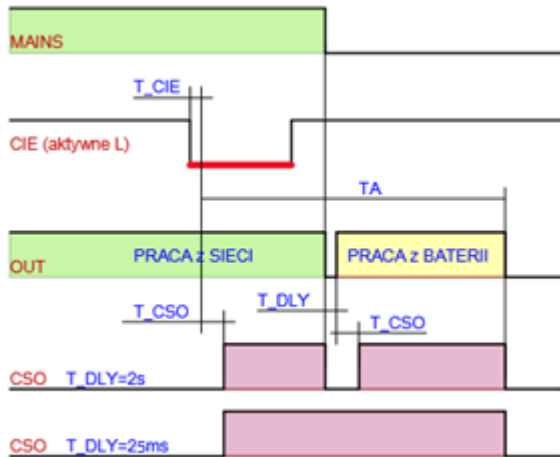 MAINS
T_CIE
CIE (aktywne L)
TA
PRACA z SIECI
PRACA z BATERII
OUT
T_DLY
T_CSO
T_CSO
CSO T_DLY=2s
CSO T_DLY=25ms